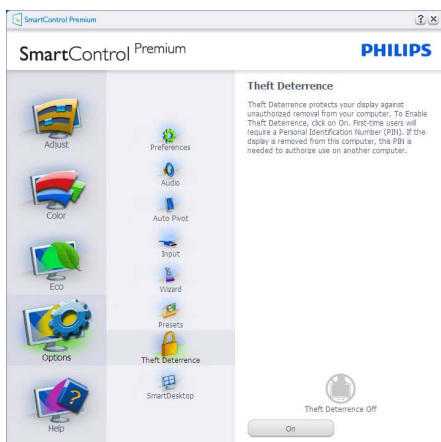 SmartControl Premium
SmartControl Premium
PHILIPS
Adjust
Color
Eco
Options
Help
Preferences
Audio
Auto Pivot
Input
Wizard
Presets
Theft Deterrence
SmartDesktop
Theft Deterrence
Theft Deterrence protects your display against
unauthorized removal from your computer. To Enable
Theft Deterrence, click on On. First-time users will
require a Personal Identification Number (PIN). If the
display is removed from this computer, this PIN is
needed to authorize use on another computer.
Theft Deterrence Off
On